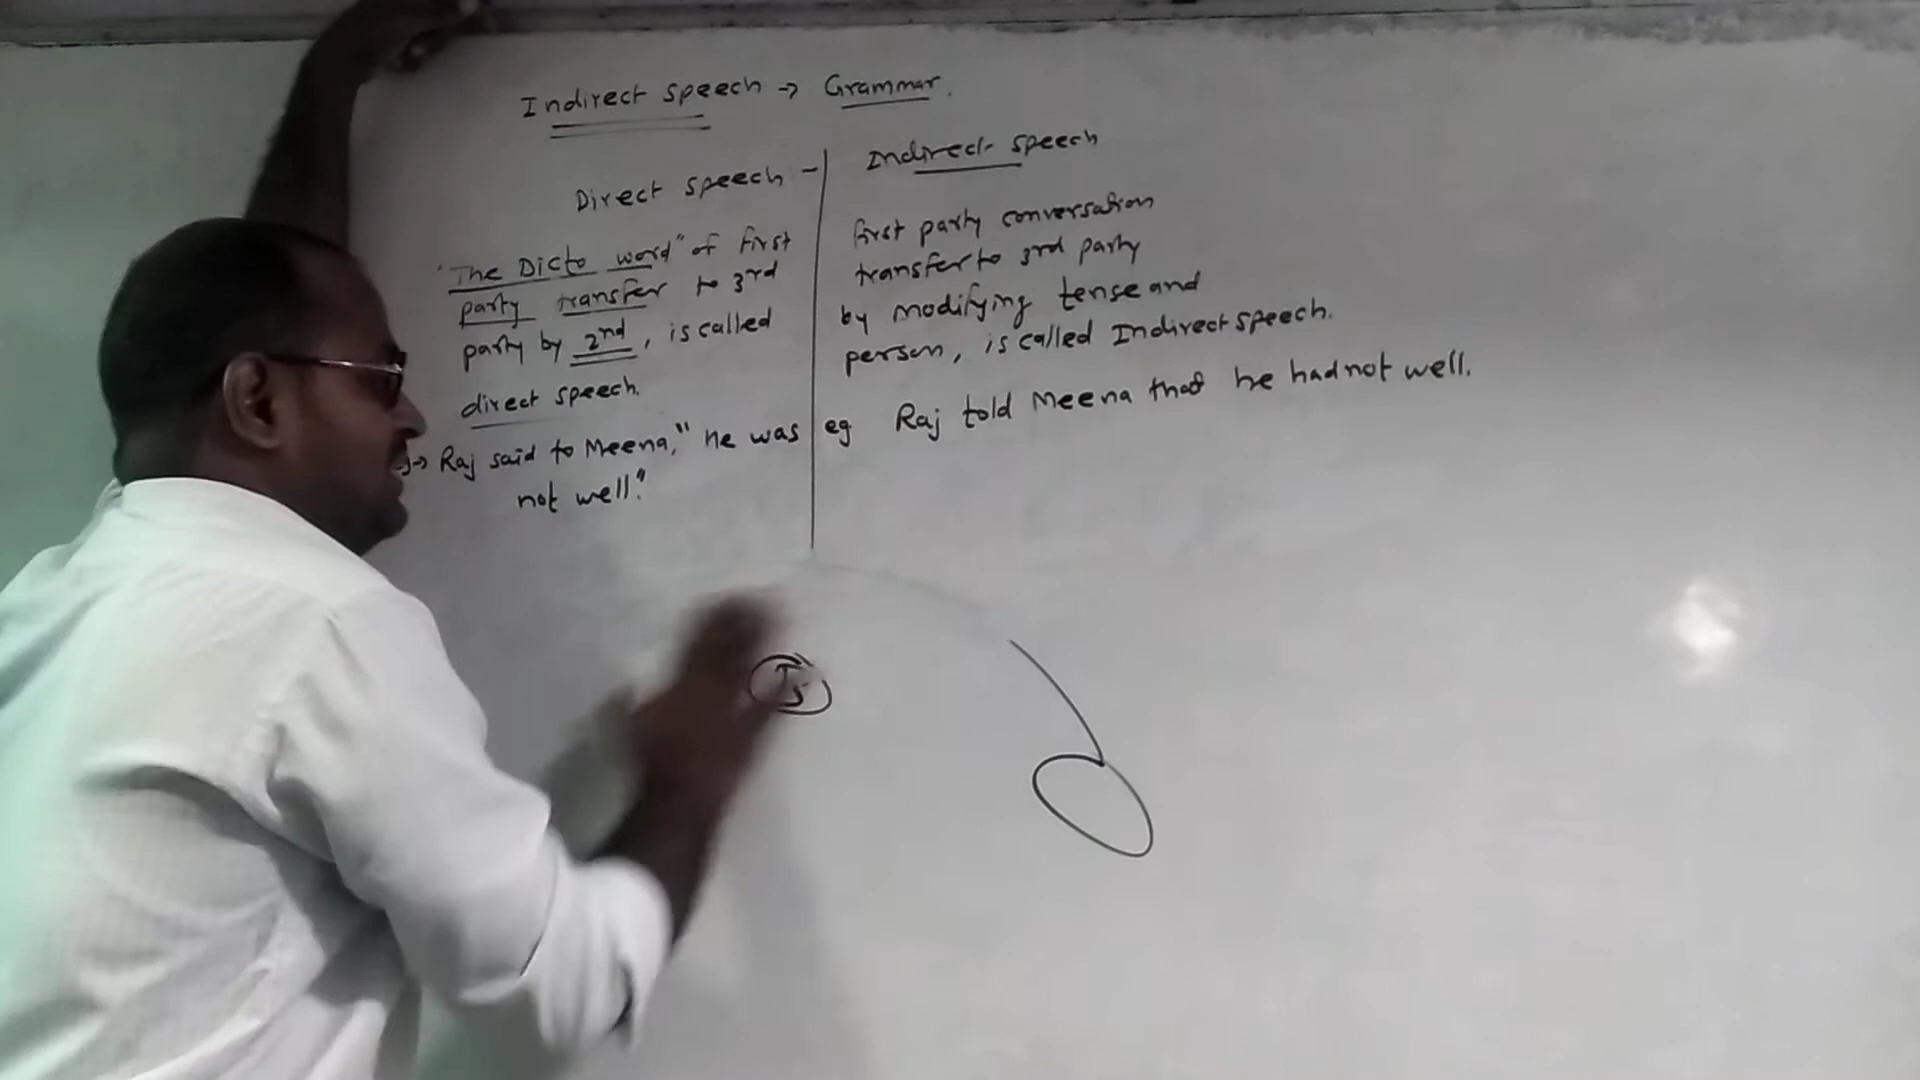 Indirect speech → Grammar.
Direct speech -
"The Dicto word" of first
party transfer to 3rd
party by 2nd, is called
direct speech.
→ Raj said to Meena," he was
not well."
Indirect speech
first party conversation
transfer to 3rd party
by modifying tense and
person, is called Indirect speech.
eg Raj told Meena that he had not well.